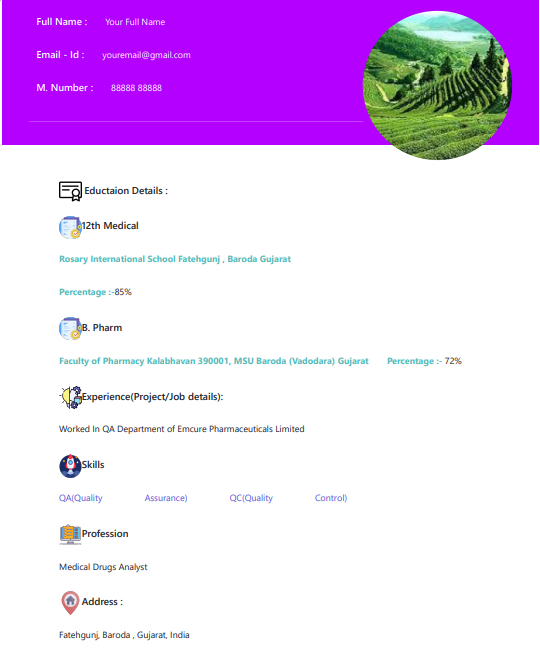 Full Name : Your Full Name
Email - Id : youremail@gmail.com
M. Number : 88888 88888
Eductaion Details :
12th Medical
Rosary International School Fatehgunj , Baroda Gujarat
Percentage :-85%
B. Pharm
Faculty of Pharmacy Kalabhavan 390001, MSU Baroda (Vadodara) Gujarat Percentage :- 72%
Experience(Project/Job details):
Worked In QA Department of Emcure Pharmaceuticals Limited
Skills
QA(Quality Assurance) QC(Quality Control)
Profession
Medical Drugs Analyst
Address :
Fatehgunj, Baroda , Gujarat, India